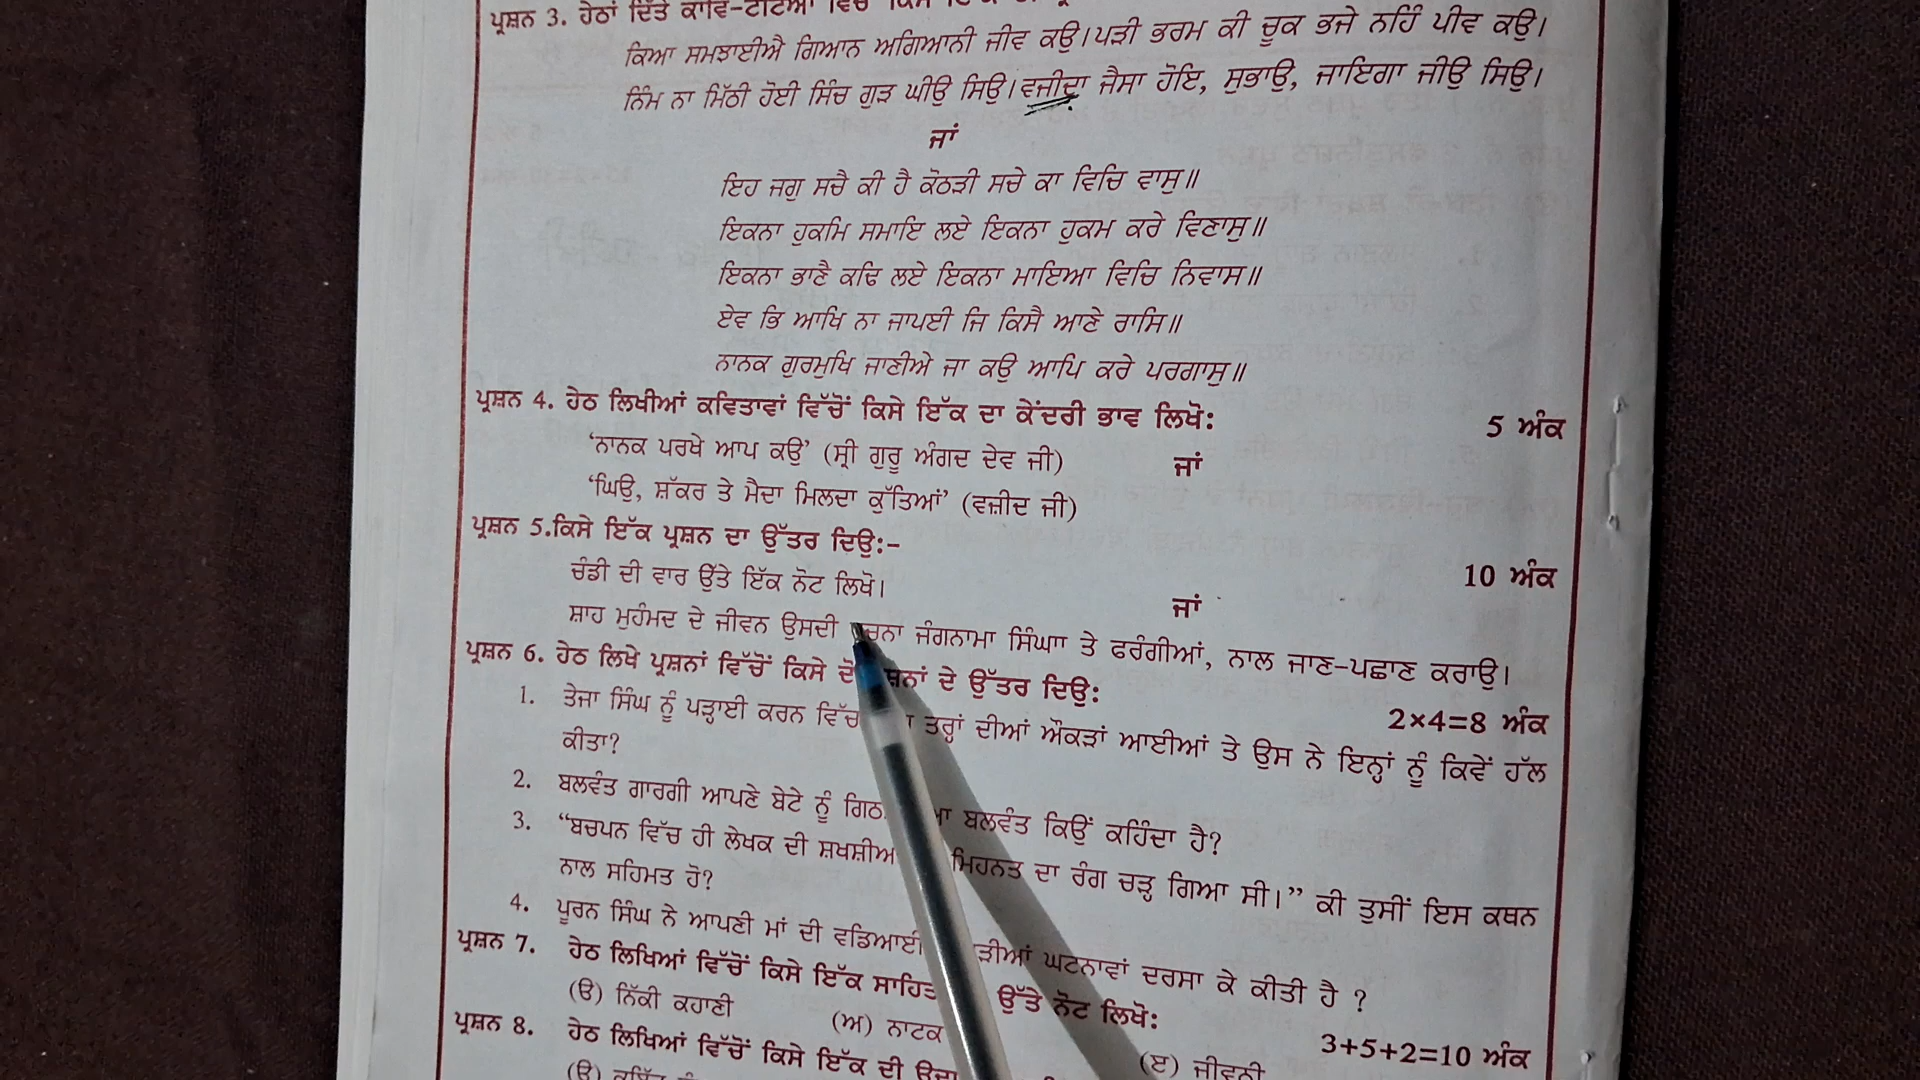 ਪ੍ਰਸ਼ਨ 3. ਹੇਠਾਂ ਦਿੱਤੇ ਕਾਵਿ-ਟੋਟਿਆਂ ਵਿੱਚੋਂ ਕਿਸੇ
ਕਿਆ ਸਮਝਾਈਐ ਗਿਆਨ ਅਗਿਆਨੀ ਜੀਵ ਕਉ। ਪੜੀ ਭਰਮ ਕੀ ਚੂਕ ਭਜੇ ਨਹਿੰ ਪੀਵ ਕਉ।
ਨਿੰਮ ਨਾ ਮਿੱਠੀ ਹੋਈ ਸਿੰਚ ਗੁੜ ਘੀਉ ਸਿਉ। ਵਜੀਦਾ ਜੈਸਾ ਹੋਇ, ਸੁਭਾਉ, ਜਾਇਗਾ ਜੀਉ ਸਿਉ।
ਜਾਂ
ਇਹ ਜਗੁ ਸਚੈ ਕੀ ਹੈ ਕੋਠੜੀ ਸਚੇ ਕਾ ਵਿਚਿ ਵਾਸੁ॥
ਇਕਨਾ ਹੁਕਮਿ ਸਮਾਇ ਲਏ ਇਕਨਾ ਹੁਕਮ ਕਰੇ ਵਿਣਾਸੁ॥
ਇਕਨਾ ਭਾਣੈ ਕਢਿ ਲਏ ਇਕਨਾ ਮਾਇਆ ਵਿਚਿ ਨਿਵਾਸ॥
ਏਵ ਭਿ ਆਖਿ ਨਾ ਜਾਪਈ ਜਿ ਕਿਸੈ ਆਣੇ ਰਾਸਿ॥
ਨਾਨਕ ਗੁਰਮੁਖਿ ਜਾਣੀਐ ਜਾ ਕਉ ਆਪਿ ਕਰੇ ਪਰਗਾਸੁ॥
ਪ੍ਰਸ਼ਨ 4. ਹੇਠ ਲਿਖੀਆਂ ਕਵਿਤਾਵਾਂ ਵਿੱਚੋਂ ਕਿਸੇ ਇੱਕ ਦਾ ਕੇਂਦਰੀ ਭਾਵ ਲਿਖੋ: 5 ਅੰਕ
‘ਨਾਨਕ ਪਰਖੇ ਆਪ ਕਉ’ (ਸ੍ਰੀ ਗੁਰੂ ਅੰਗਦ ਦੇਵ ਜੀ) ਜਾਂ
‘ਘਿਉ, ਸ਼ੱਕਰ ਤੇ ਮੈਦਾ ਮਿਲਦਾ ਕੁੱਤਿਆਂ’ (ਵਜ਼ੀਦ ਜੀ)
ਪ੍ਰਸ਼ਨ 5.ਕਿਸੇ ਇੱਕ ਪ੍ਰਸ਼ਨ ਦਾ ਉੱਤਰ ਦਿਉ:- 10 ਅੰਕ
ਚੰਡੀ ਦੀ ਵਾਰ ਉੱਤੇ ਇੱਕ ਨੋਟ ਲਿਖੋ। ਜਾਂ
ਸ਼ਾਹ ਮੁਹੰਮਦ ਦੇ ਜੀਵਨ ਉਸਦੀ ਰਚਨਾ ਜੰਗਨਾਮਾ ਸਿੰਘਾ ਤੇ ਫਰੰਗੀਆਂ, ਨਾਲ ਜਾਣ-ਪਛਾਣ ਕਰਾਉ।
ਪ੍ਰਸ਼ਨ 6. ਹੇਠ ਲਿਖੇ ਪ੍ਰਸ਼ਨਾਂ ਵਿੱਚੋਂ ਕਿਸੇ ਦੋ ਪ੍ਰਸ਼ਨਾਂ ਦੇ ਉੱਤਰ ਦਿਉ: 2×4=8 ਅੰਕ
1. ਤੇਜਾ ਸਿੰਘ ਨੂੰ ਪੜ੍ਹਾਈ ਕਰਨ ਵਿੱਚ ਤਰ੍ਹਾਂ ਦੀਆਂ ਔਕੜਾਂ ਆਈਆਂ ਤੇ ਉਸ ਨੇ ਇਨ੍ਹਾਂ ਨੂੰ ਕਿਵੇਂ ਹੱਲ
ਕੀਤਾ?
2. ਬਲਵੰਤ ਗਾਰਗੀ ਆਪਣੇ ਬੇਟੇ ਨੂੰ ਬਲਵੰਤ ਕਿਉਂ ਕਹਿੰਦਾ ਹੈ?
3. “ਬਚਪਨ ਵਿੱਚ ਹੀ ਲੇਖਕ ਦੀ ਮਿਹਨਤ ਦਾ ਰੰਗ ਚੜ੍ਹ ਗਿਆ ਸੀ।” ਕੀ ਤੁਸੀਂ ਇਸ ਕਥਨ
ਨਾਲ ਸਹਿਮਤ ਹੋ?
4. ਪੂਰਨ ਸਿੰਘ ਨੇ ਆਪਣੀ ਮਾਂ ਦੀ ਵਡਿਆਈ ਘਟਨਾਵਾਂ ਦਰਸਾ ਕੇ ਕੀਤੀ ਹੈ ?
ਪ੍ਰਸ਼ਨ 7. ਹੇਠ ਲਿਖਿਆਂ ਵਿੱਚੋਂ ਕਿਸੇ ਇੱਕ ਉੱਤੇ ਨੋਟ ਲਿਖੋ: 3+5+2=10 ਅੰਕ
(ੳ) ਨਿੱਕੀ ਕਹਾਣੀ (ਅ) ਨਾਟਕ (ੲ) ਜੀਵਨੀ
ਪ੍ਰਸ਼ਨ 8. ਹੇਠ ਲਿਖਿਆਂ ਵਿੱਚੋਂ ਕਿਸੇ ਇੱਕ ਦੀ